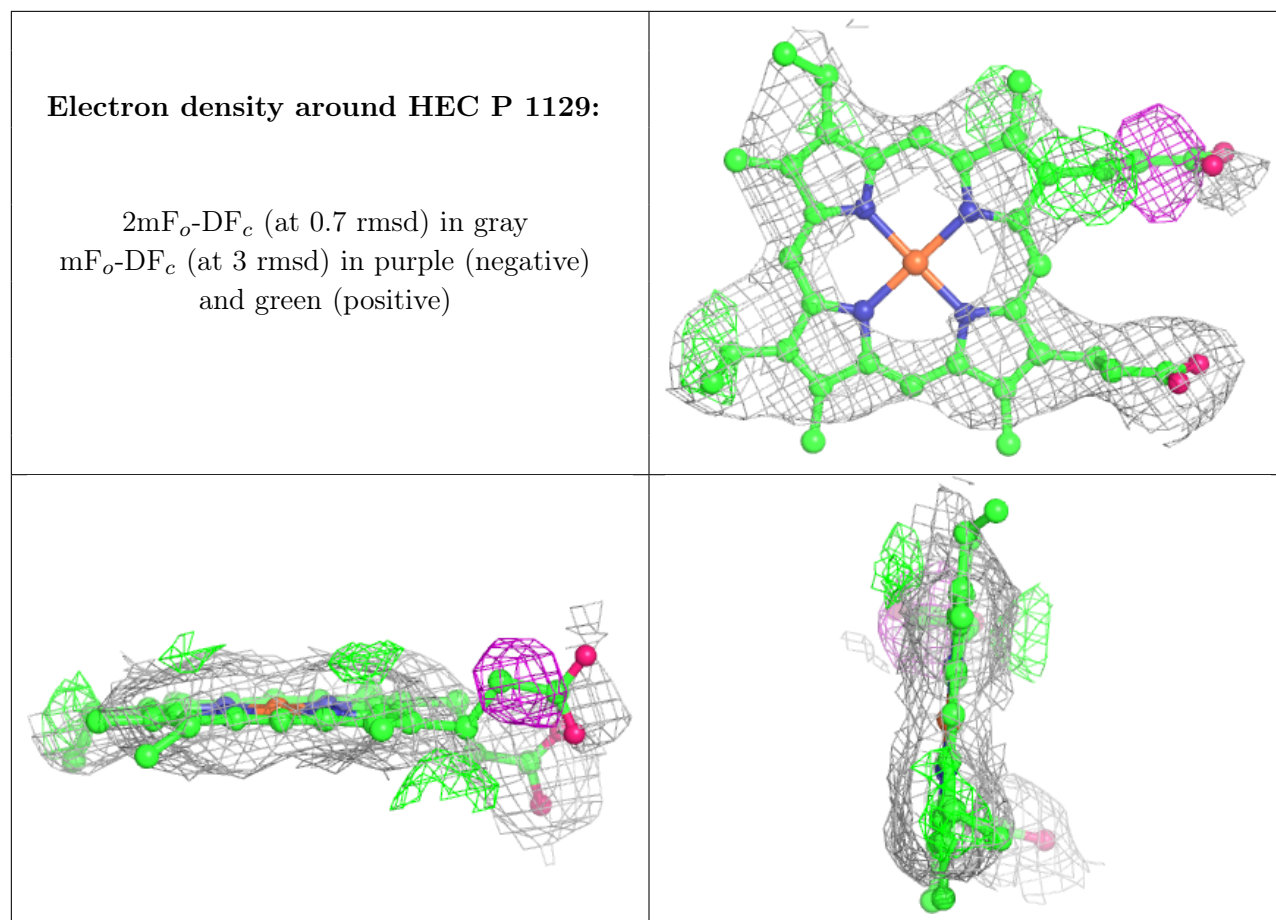 Electron density around HEC P 1129:
2mFo-DFc (at 0.7 rmsd) in gray
mFo-DFc (at 3 rmsd) in purple (negative)
and green (positive)